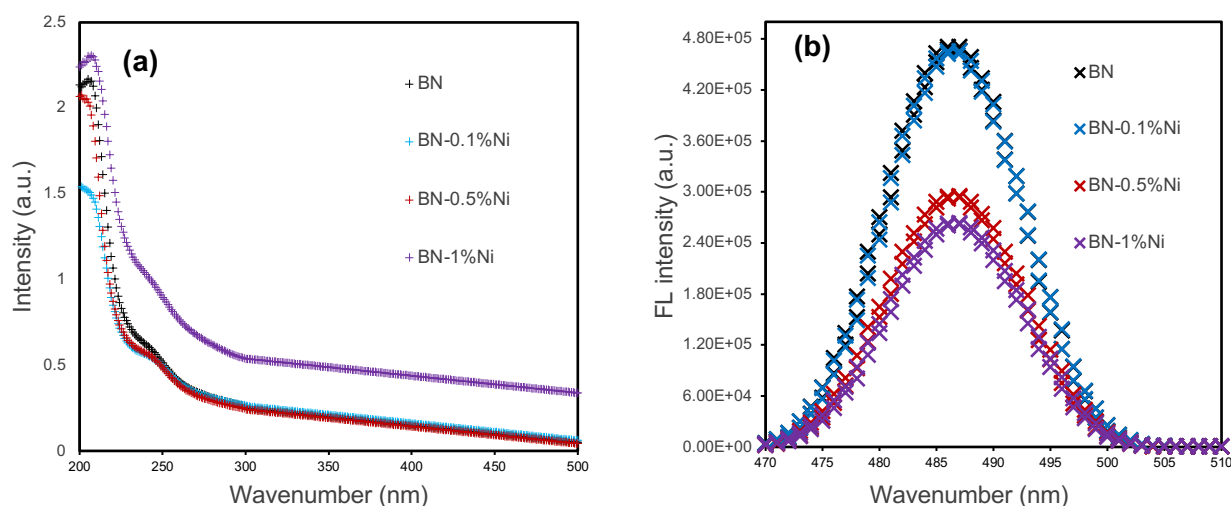 (a)
Intensity (a.u.)
2.5
2
1.5
1
0.5
0
200
250
300
350
400
450
500
Wavenumber (nm)
BN
BN-0.1%Ni
BN-0.5%Ni
BN-1%Ni
(b)
FL intensity (a.u.)
4.80E+05
4.20E+05
3.60E+05
3.00E+05
2.40E+05
1.80E+05
1.20E+05
6.00E+04
0.00E+00
470
475
480
485
490
495
500
505
510
Wavenumber (nm)
BN
BN-0.1%Ni
BN-0.5%Ni
BN-1%Ni